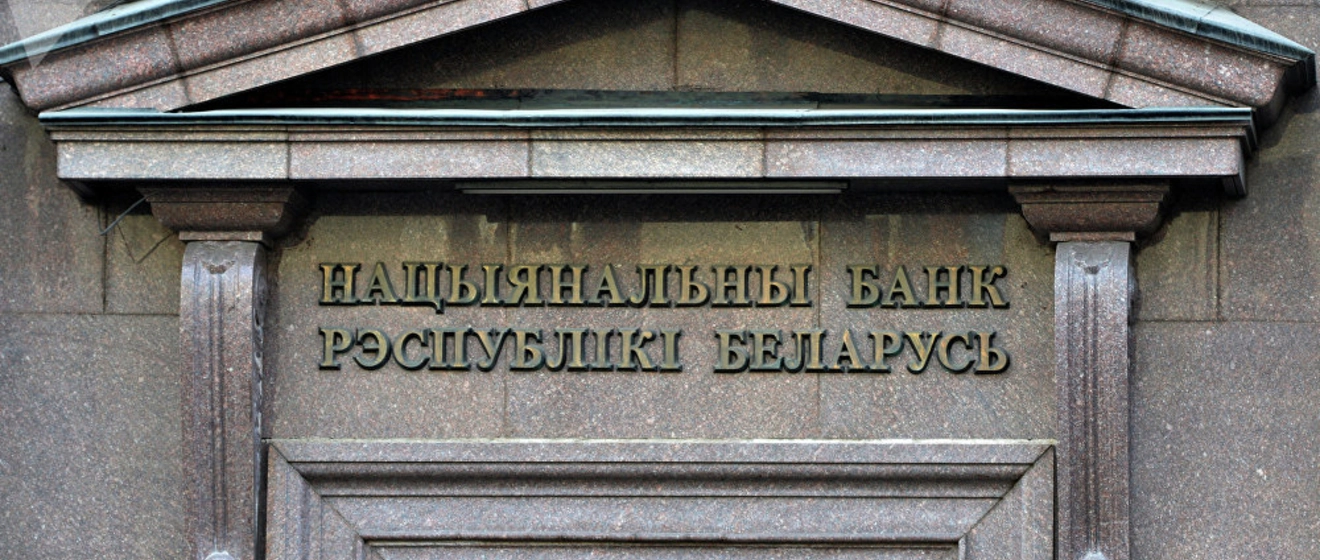 НАЦЫЯНАЛЬНЫ БАНК
РЭСПУБЛІКІ БЕЛАРУСЬ